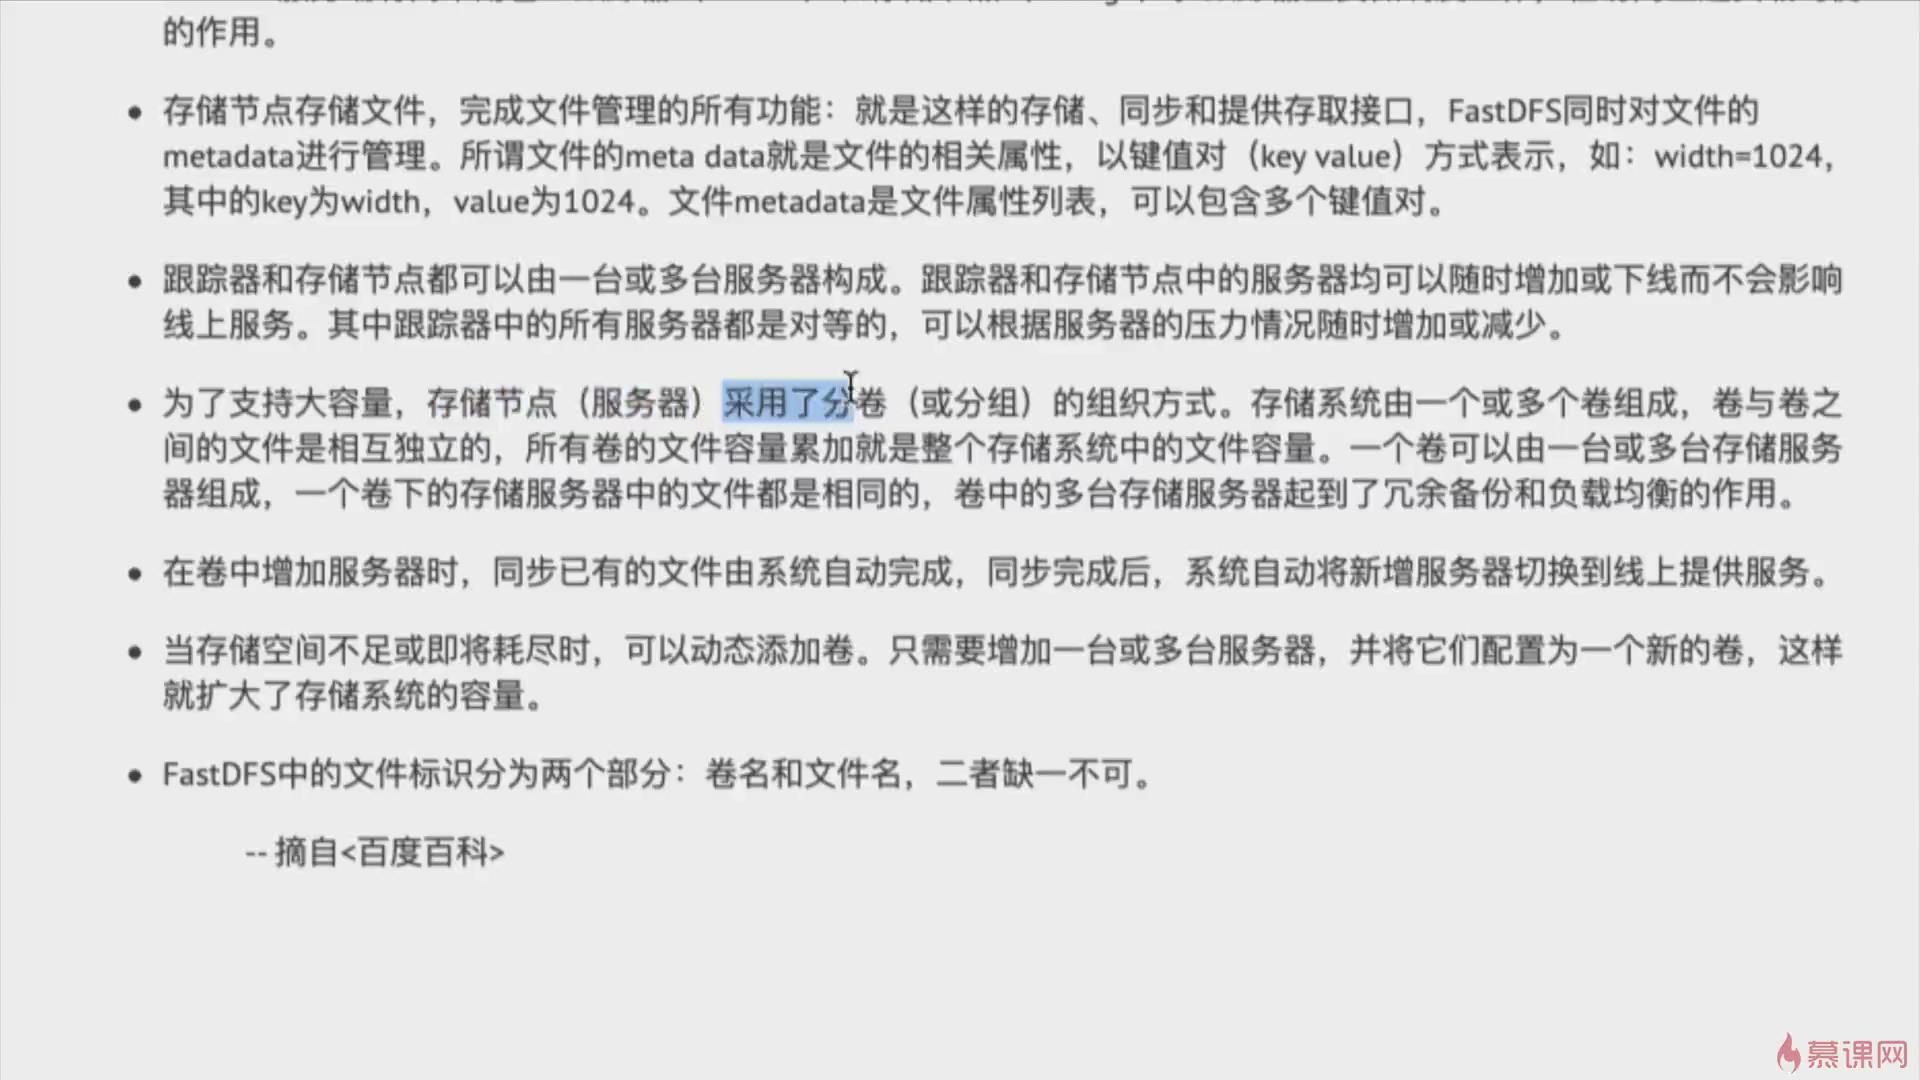 的作用。
存储节点存储文件，完成文件管理的所有功能：就是这样的存储、同步和提供存取接口，FastDFS同时对文件的
metadata进行管理。所谓文件的meta data就是文件的相关属性，以键值对（key value）方式表示，如：width=1024，
其中的key为width，value为1024。文件metadata是文件属性列表，可以包含多个键值对。
跟踪器和存储节点都可以由一台或多台服务器构成。跟踪器和存储节点中的服务器均可以随时增加或下线而不会影响
线上服务。其中跟踪器中的所有服务器都是对等的，可以根据服务器的压力情况随时增加或减少。
为了支持大容量，存储节点（服务器）采用了分卷（或分组）的组织方式。存储系统由一个或多个卷组成，卷与卷之
间的文件是相互独立的，所有卷的文件容量累加就是整个存储系统中的文件容量。一个卷可以由一台或多台存储服务
器组成，一个卷下的存储服务器中的文件都是相同的，卷中的多台存储服务器起到了冗余备份和负载均衡的作用。
在卷中增加服务器时，同步已有的文件由系统自动完成，同步完成后，系统自动将新增服务器切换到线上提供服务。
当存储空间不足或即将耗尽时，可以动态添加卷。只需要增加一台或多台服务器，并将它们配置为一个新的卷，这样
就扩大了存储系统的容量。
FastDFS中的文件标识分为两个部分：卷名和文件名，二者缺一不可。
-- 摘自<百度百科>
慕课网